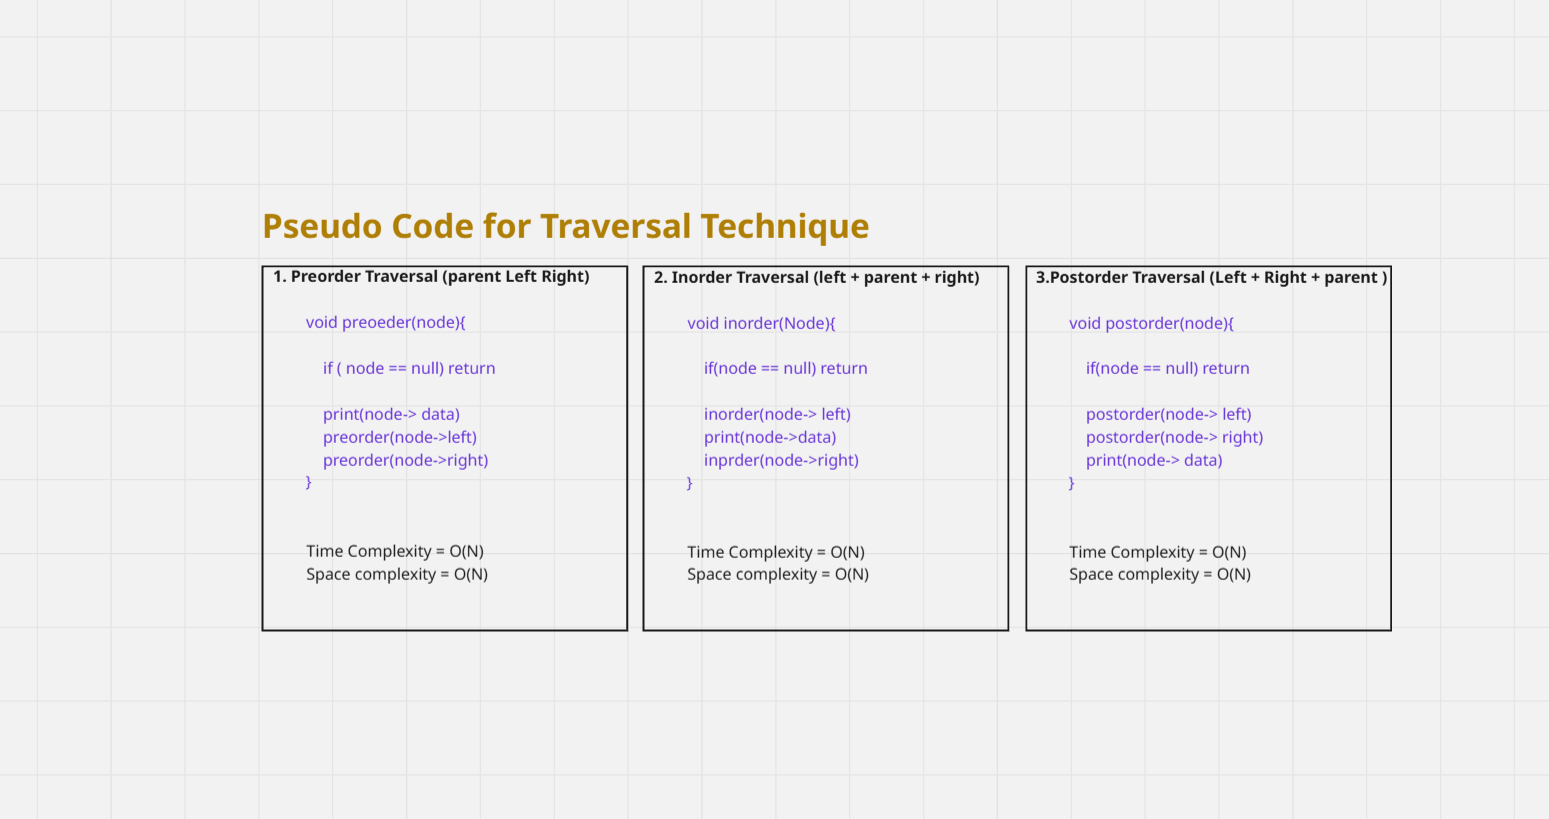 Pseudo Code for Traversal Technique
1. Preorder Traversal (parent Left Right)
void preoeder(node){
if ( node == null) return
print(node-> data)
preorder(node->left)
preorder(node->right)
}
Time Complexity = O(N)
Space complexity = O(N)
2. Inorder Traversal (left + parent + right)
void inorder(Node){
if(node == null) return
inorder(node-> left)
print(node->data)
inprder(node->right)
}
Time Complexity = O(N)
Space complexity = O(N)
3.Postorder Traversal (Left + Right + parent )
void postorder(node){
if(node == null) return
postorder(node-> left)
postorder(node-> right)
print(node-> data)
}
Time Complexity = O(N)
Space complexity = O(N)